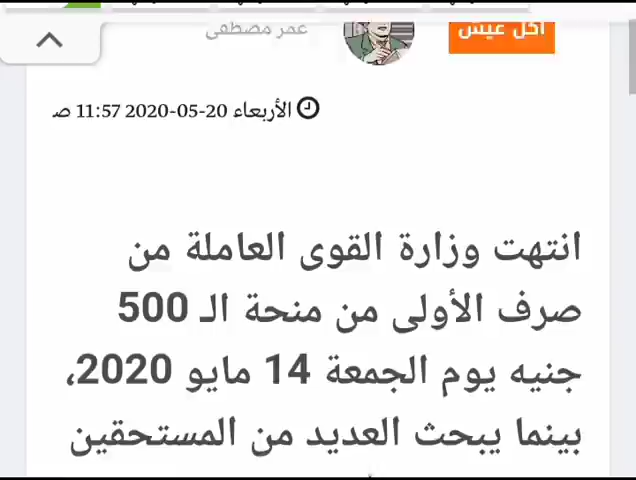 أكل عيش
عمر مصطفى
الأربعاء 20-05-2020 11:57 ص
انتهت وزارة القوى العاملة من
صرف الأولى من منحة الـ 500
جنيه يوم الجمعة 14 مايو 2020،
بينما يبحث العديد من المستحقين